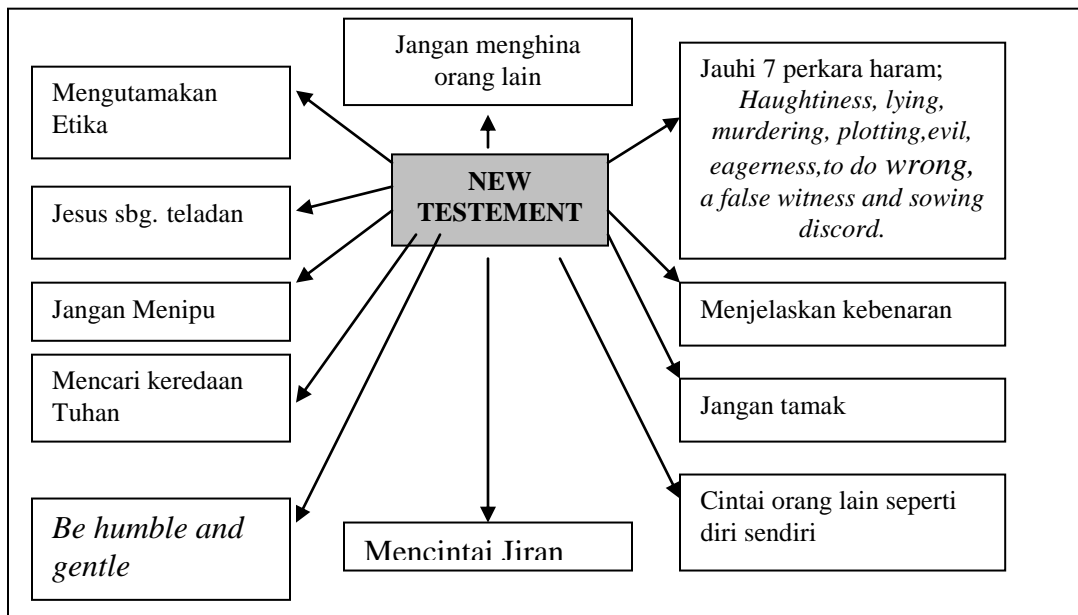 Jangan menghina
orang lain
Mengutamakan
Etika
Jesus sbg. teladan
Jangan Menipu
Mencari keredaan
Tuhan
Be humble and
gentle
NEW
TESTEMENT
Mencintai Jiran
Jauhi 7 perkara haram;
Haughtiness, lying,
murdering, plotting,evil,
eagerness,to do wrong,
a false witness and sowing
discord.
Menjelaskan kebenaran
Jangan tamak
Cintai orang lain seperti
diri sendiri